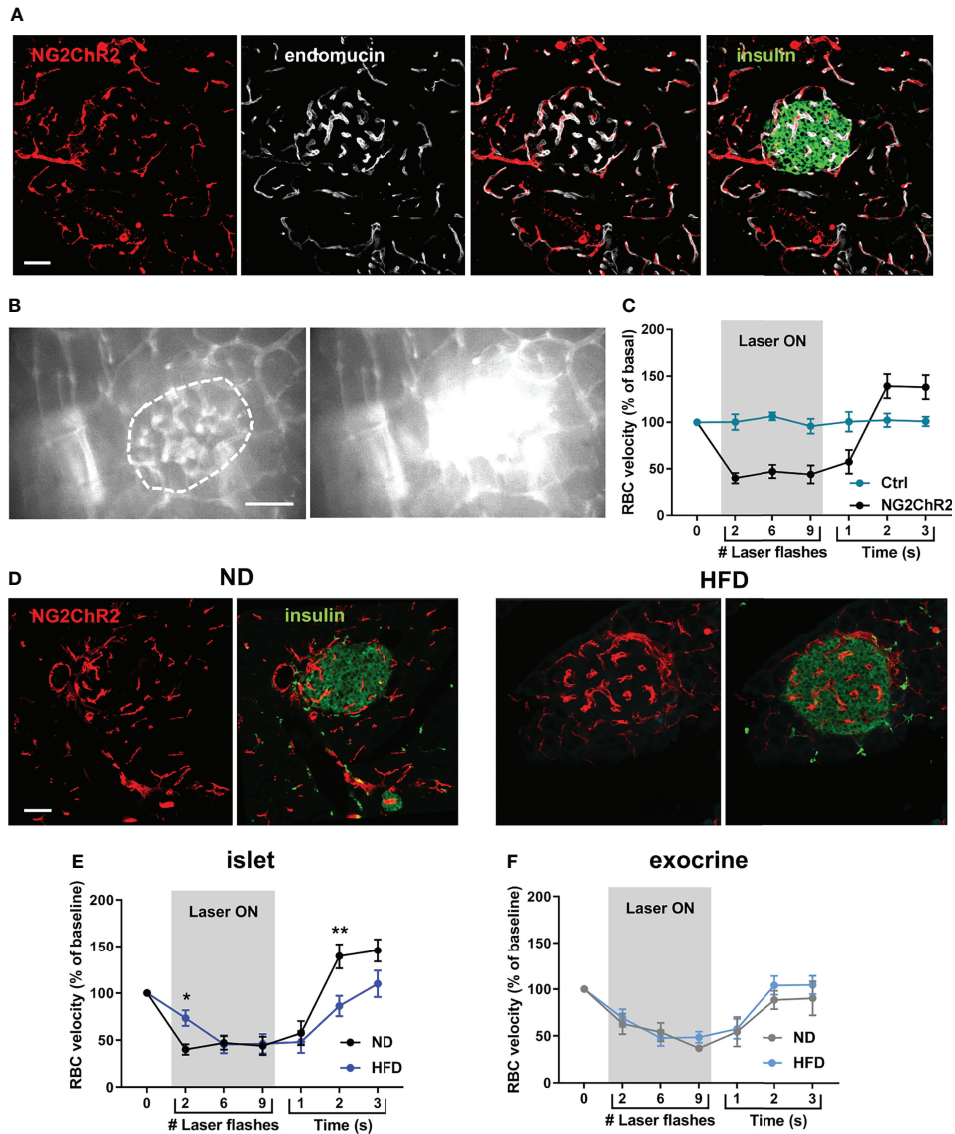 A
NG2ChR2
endomucin
insulin
B
C
RBC velocity (% of basal)
200
150
100
50
0
Laser ON
Ctrl
NG2ChR2
0 2 6 9 1 2 3
# Laser flashes Time (s)
D
ND
HFD
NG2ChR2
insulin
E
islet
RBC velocity (% of baseline)
200
150
100
50
0
Laser ON
*
**
ND
HFD
0 2 6 9 1 2 3
# Laser flashes Time (s)
F
exocrine
RBC velocity (% of baseline)
200
150
100
50
0
Laser ON
ND
HFD
0 2 6 9 1 2 3
# Laser flashes Time (s)